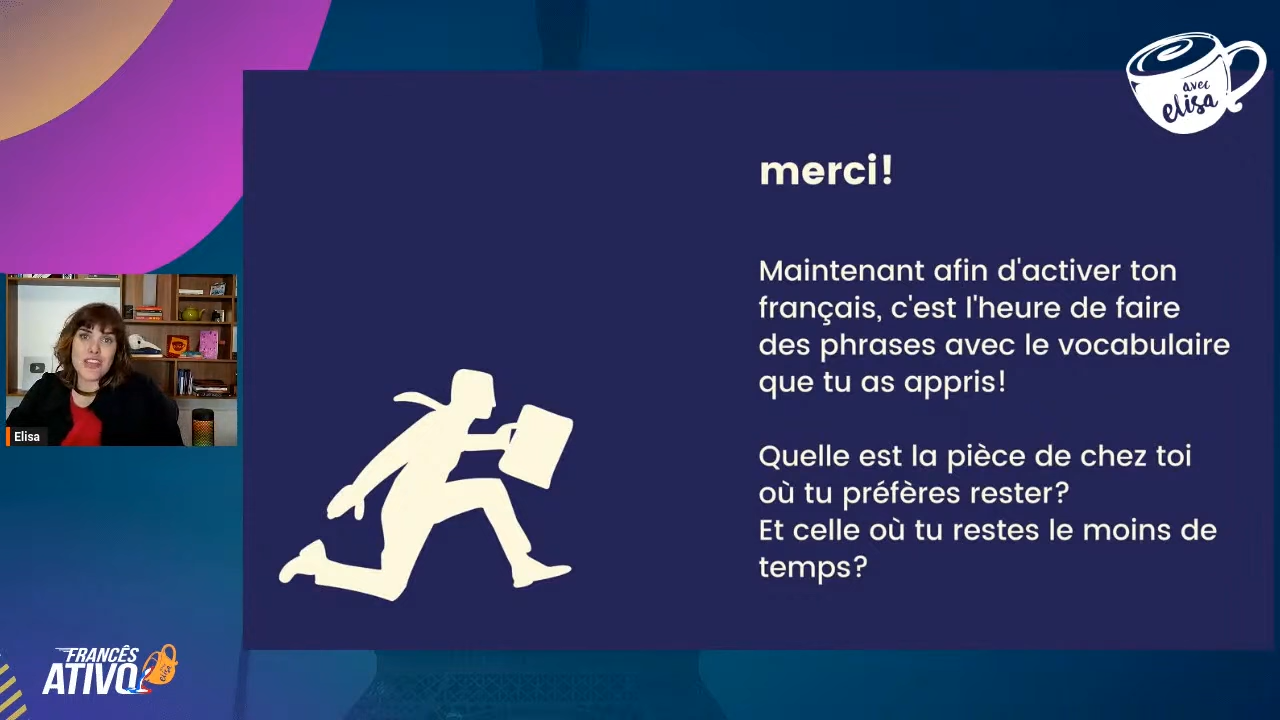 avec
elisa
merci!
Maintenant afin d'activer ton
français, c'est l'heure de faire
des phrases avec le vocabulaire
que tu as appris!
Quelle est la pièce de chez toi
où tu préfères rester?
Et celle où tu restes le moins de
temps?
Elisa
FRANCÊS
ATIVO
elisa